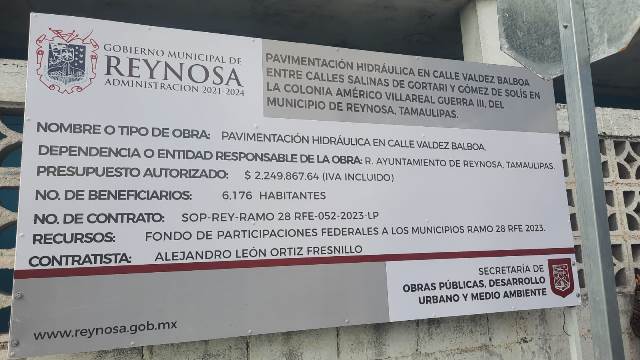 GOBIERNO MUNICIPAL DE
REYNOSA
ADMINISTRACIÓN 2021-2024
PAVIMENTACIÓN HIDRÁULICA EN CALLE VALDEZ BALBOA
ENTRE CALLES SALINAS DE GORTARI Y GÓMEZ DE SOLÍS EN
LA COLONIA AMÉRICO VILLAREAL GUERRA III, DEL
MUNICIPIO DE REYNOSA, TAMAULIPAS.
NOMBRE O TIPO DE OBRA: PAVIMENTACIÓN HIDRÁULICA EN CALLE VALDEZ BALBOA.
DEPENDENCIA O ENTIDAD RESPONSABLE DE LA OBRA: R. AYUNTAMIENTO DE REYNOSA, TAMAULIPAS.
PRESUPUESTO AUTORIZADO: $ 2,249,867.64 (IVA INCLUIDO)
NO. DE BENEFICIARIOS: 6,176 HABITANTES
NO. DE CONTRATO: SOP-REY-RAMO 28 RFE-052-2023-LP
RECURSOS: FONDO DE PARTICIPACIONES FEDERALES A LOS MUNICIPIOS RAMO 28 RFE 2023.
CONTRATISTA: ALEJANDRO LEÓN ORTIZ FRESNILLO
SECRETARÍA DE
OBRAS PÚBLICAS, DESARROLLO
URBANO Y MEDIO AMBIENTE
www.reynosa.gob.mx